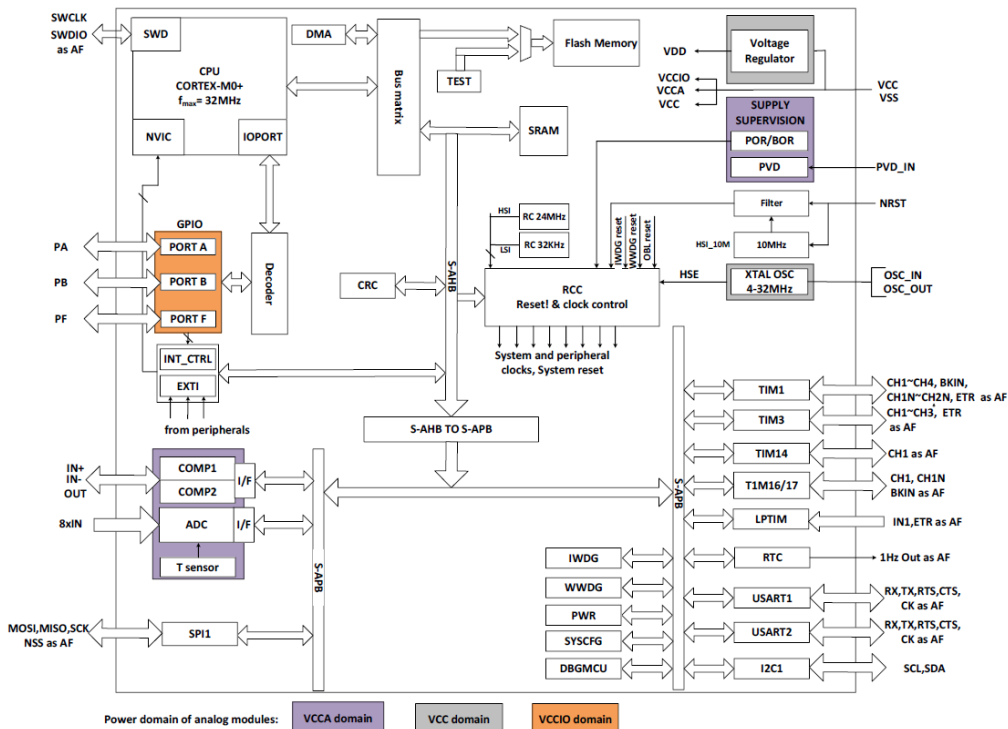 SWCLK
SWDIO
as AF
SWD
CPU
CORTEX-M0+
fmax= 32MHz
NVIC
IOPORT
DMA
Bus matrix
TEST
Flash Memory
SRAM
VDD
VCCIO
VCCA
VCC
Voltage
Regulator
VCC
VSS
SUPPLY
SUPERVISION
POR/BOR
PVD
PVD_IN
Filter
NRST
HSI_10M
10MHz
HSE
XTAL OSC
4-32MHz
OSC_IN
OSC_OUT
HSI
RC 24MHz
LSI
RC 32KHz
IWDG reset
WWDG reset
OBL reset
RCC
Reset! & clock control
System and peripheral
clocks, System reset
GPIO
PA
PORT A
PB
PORT B
PF
PORT F
Decoder
CRC
S-AHB
INT_CTRL
EXTI
from peripherals
S-AHB TO S-APB
IN+
IN-
OUT
COMP1
COMP2
I/F
8xIN
ADC
I/F
T sensor
S-APB
MOSI,MISO,SCK
NSS as AF
SPI1
S-APB
IWDG
WWDG
PWR
SYSCFG
DBGMCU
TIM1
CH1~CH4, BKIN,
CH1N~CH2N, ETR as AF
TIM3
CH1~CH3, ETR
as AF
TIM14
CH1 as AF
T1M16/17
CH1, CH1N
BKIN as AF
LPTIM
IN1,ETR as AF
RTC
1Hz Out as AF
USART1
RX,TX,RTS,CTS,
CK as AF
USART2
RX,TX,RTS,CTS,
CK as AF
I2C1
SCL,SDA
Power domain of analog modules:
VCCA domain
VCC domain
VCCIO domain